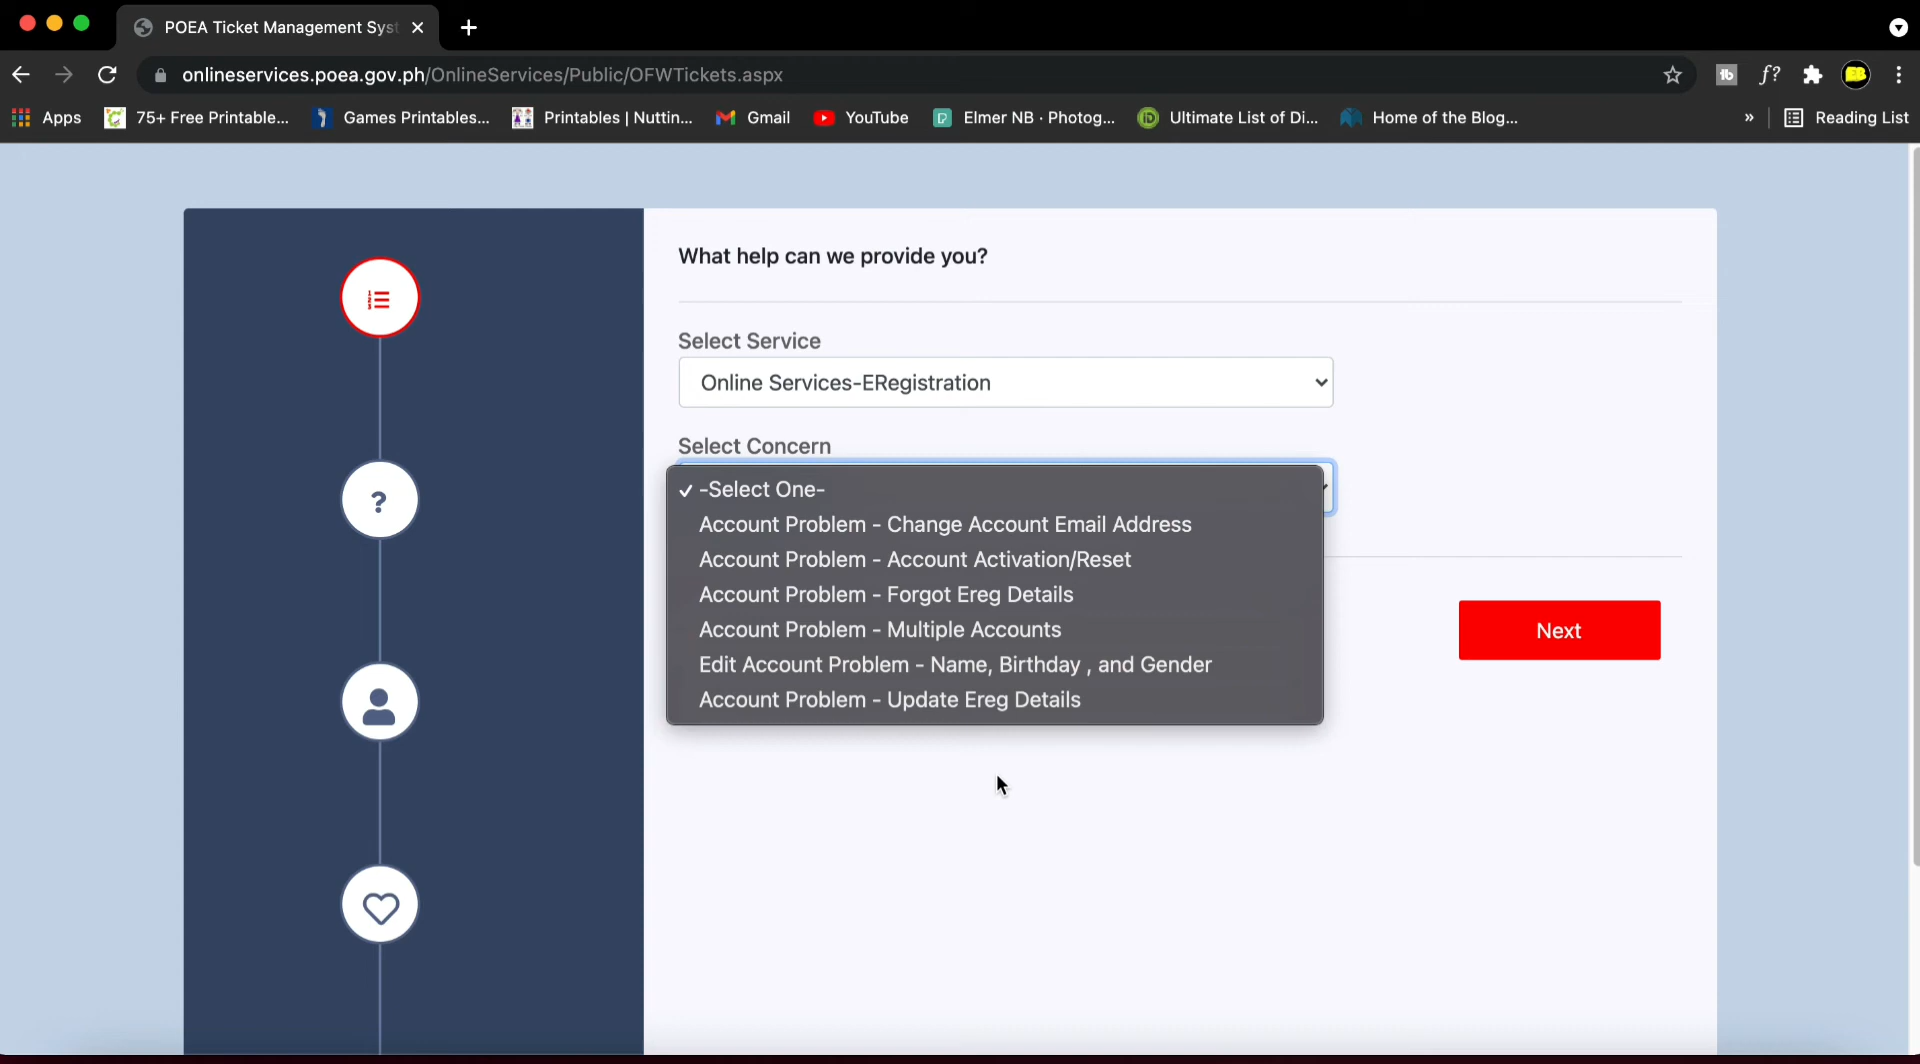 POEA Ticket Management Syst
onlineservices.poea.gov.ph/OnlineServices/Public/OFWTickets.aspx
Apps 75+ Free Printable... Games Printables... Printables | Nuttin... Gmail YouTube Elmer NB · Photog... Ultimate List of Di... Home of the Blog... » Reading List
What help can we provide you?
Select Service
Online Services-ERegistration
Select Concern
✓ -Select One-
Account Problem - Change Account Email Address
Account Problem - Account Activation/Reset
Account Problem - Forgot Ereg Details
Account Problem - Multiple Accounts
Edit Account Problem - Name, Birthday , and Gender
Account Problem - Update Ereg Details
Next
?